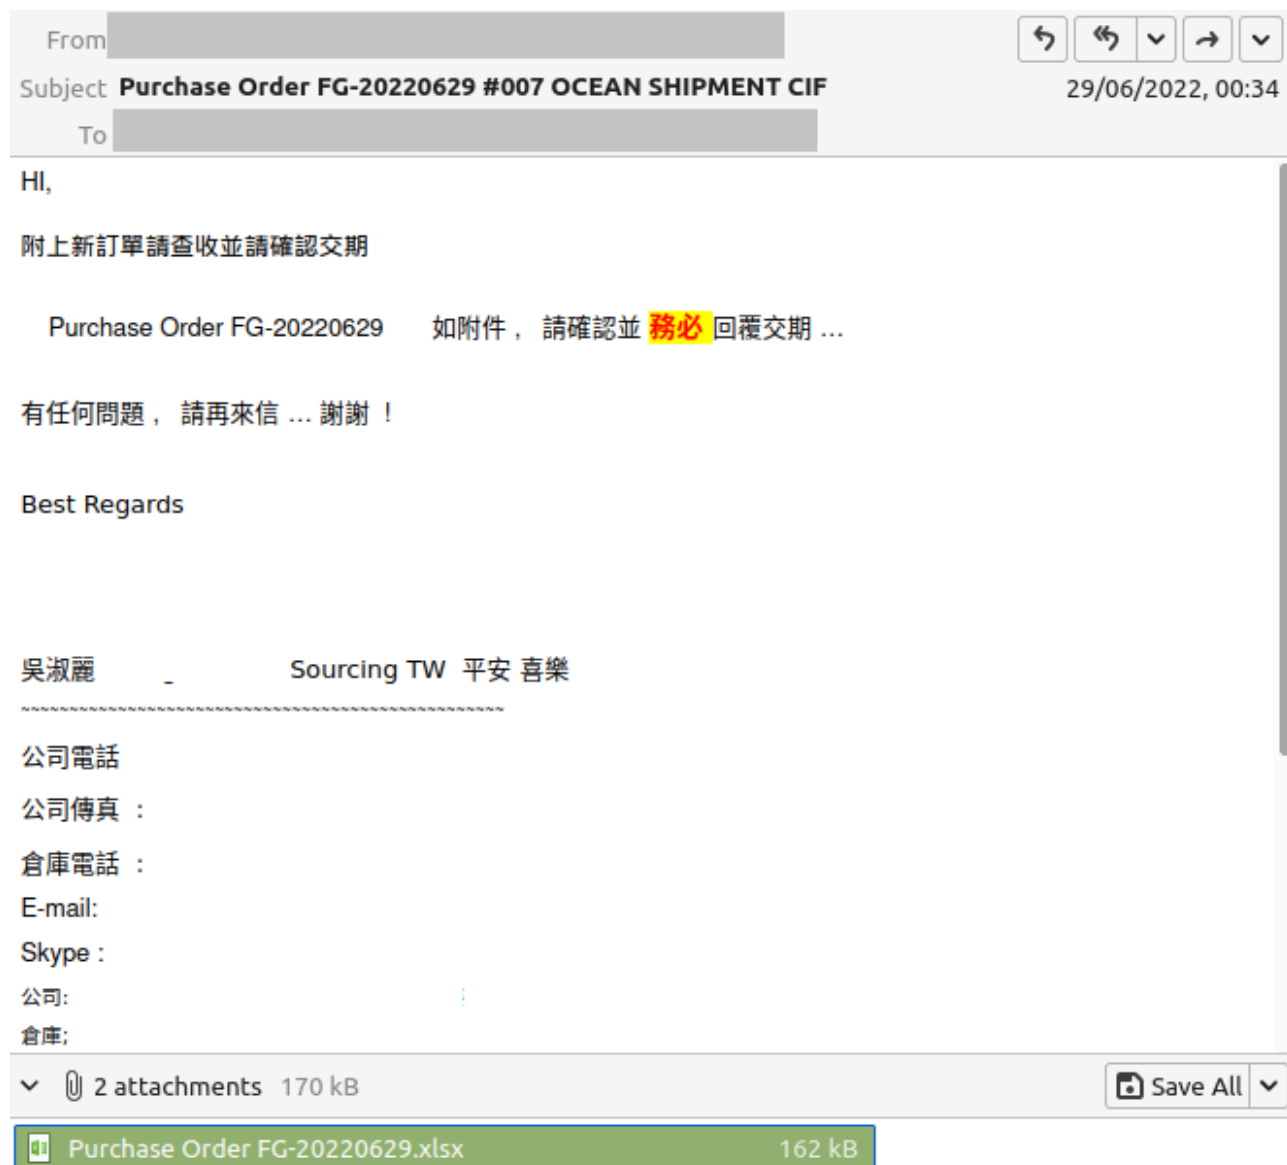 From
Subject Purchase Order FG-20220629 #007 OCEAN SHIPMENT CIF 29/06/2022, 00:34
To
HI,
附上新訂單請查收並請確認交期
Purchase Order FG-20220629 如附件， 請確認並 務必 回覆交期 ...
有任何問題， 請再來信 ... 謝謝 ！
Best Regards
吳淑麗 - Sourcing TW 平安 喜樂
~~~~~~~~~~~~~~~~~~~~~~~~~~~~~~~~~~~~~~~~~~~~~~~~~
公司電話
公司傳真 ：
倉庫電話 ：
E-mail:
Skype :
公司:
倉庫;
2 attachments 170 kB Save All
Purchase Order FG-20220629.xlsx 162 kB